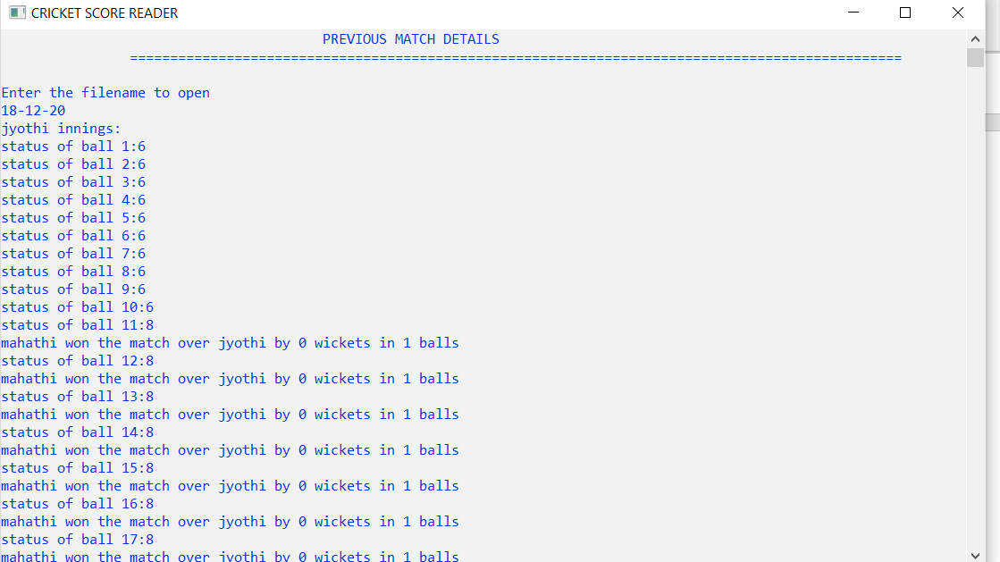 CRICKET SCORE READER
PREVIOUS MATCH DETAILS
================================================================================================
Enter the filename to open
18-12-20
jyothi innings:
status of ball 1:6
status of ball 2:6
status of ball 3:6
status of ball 4:6
status of ball 5:6
status of ball 6:6
status of ball 7:6
status of ball 8:6
status of ball 9:6
status of ball 10:6
status of ball 11:8
mahathi won the match over jyothi by 0 wickets in 1 balls
status of ball 12:8
mahathi won the match over jyothi by 0 wickets in 1 balls
status of ball 13:8
mahathi won the match over jyothi by 0 wickets in 1 balls
status of ball 14:8
mahathi won the match over jyothi by 0 wickets in 1 balls
status of ball 15:8
mahathi won the match over jyothi by 0 wickets in 1 balls
status of ball 16:8
mahathi won the match over jyothi by 0 wickets in 1 balls
status of ball 17:8
mahathi won the match over jyothi by 0 wickets in 1 balls